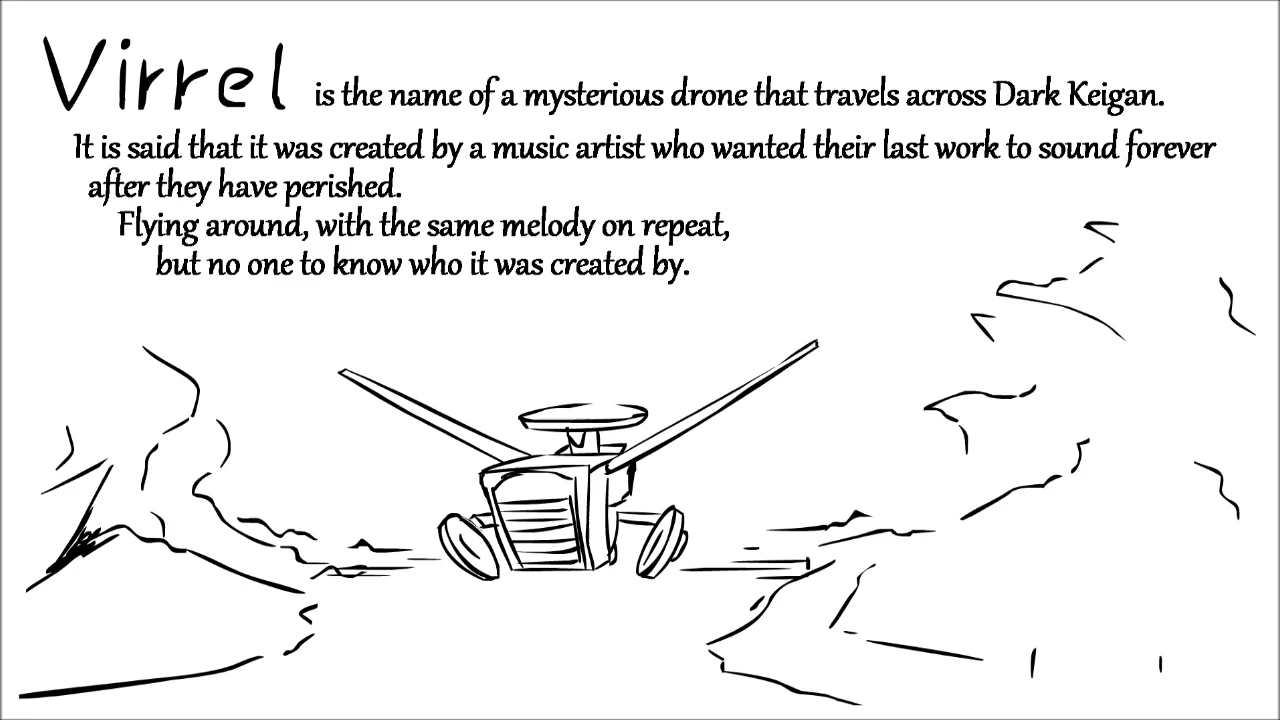 Virrel is the name of a mysterious drone that travels across Dark Keigan.
It is said that it was created by a music artist who wanted their last work to sound forever
after they have perished.
Flying around, with the same melody on repeat,
but no one to know who it was created by.